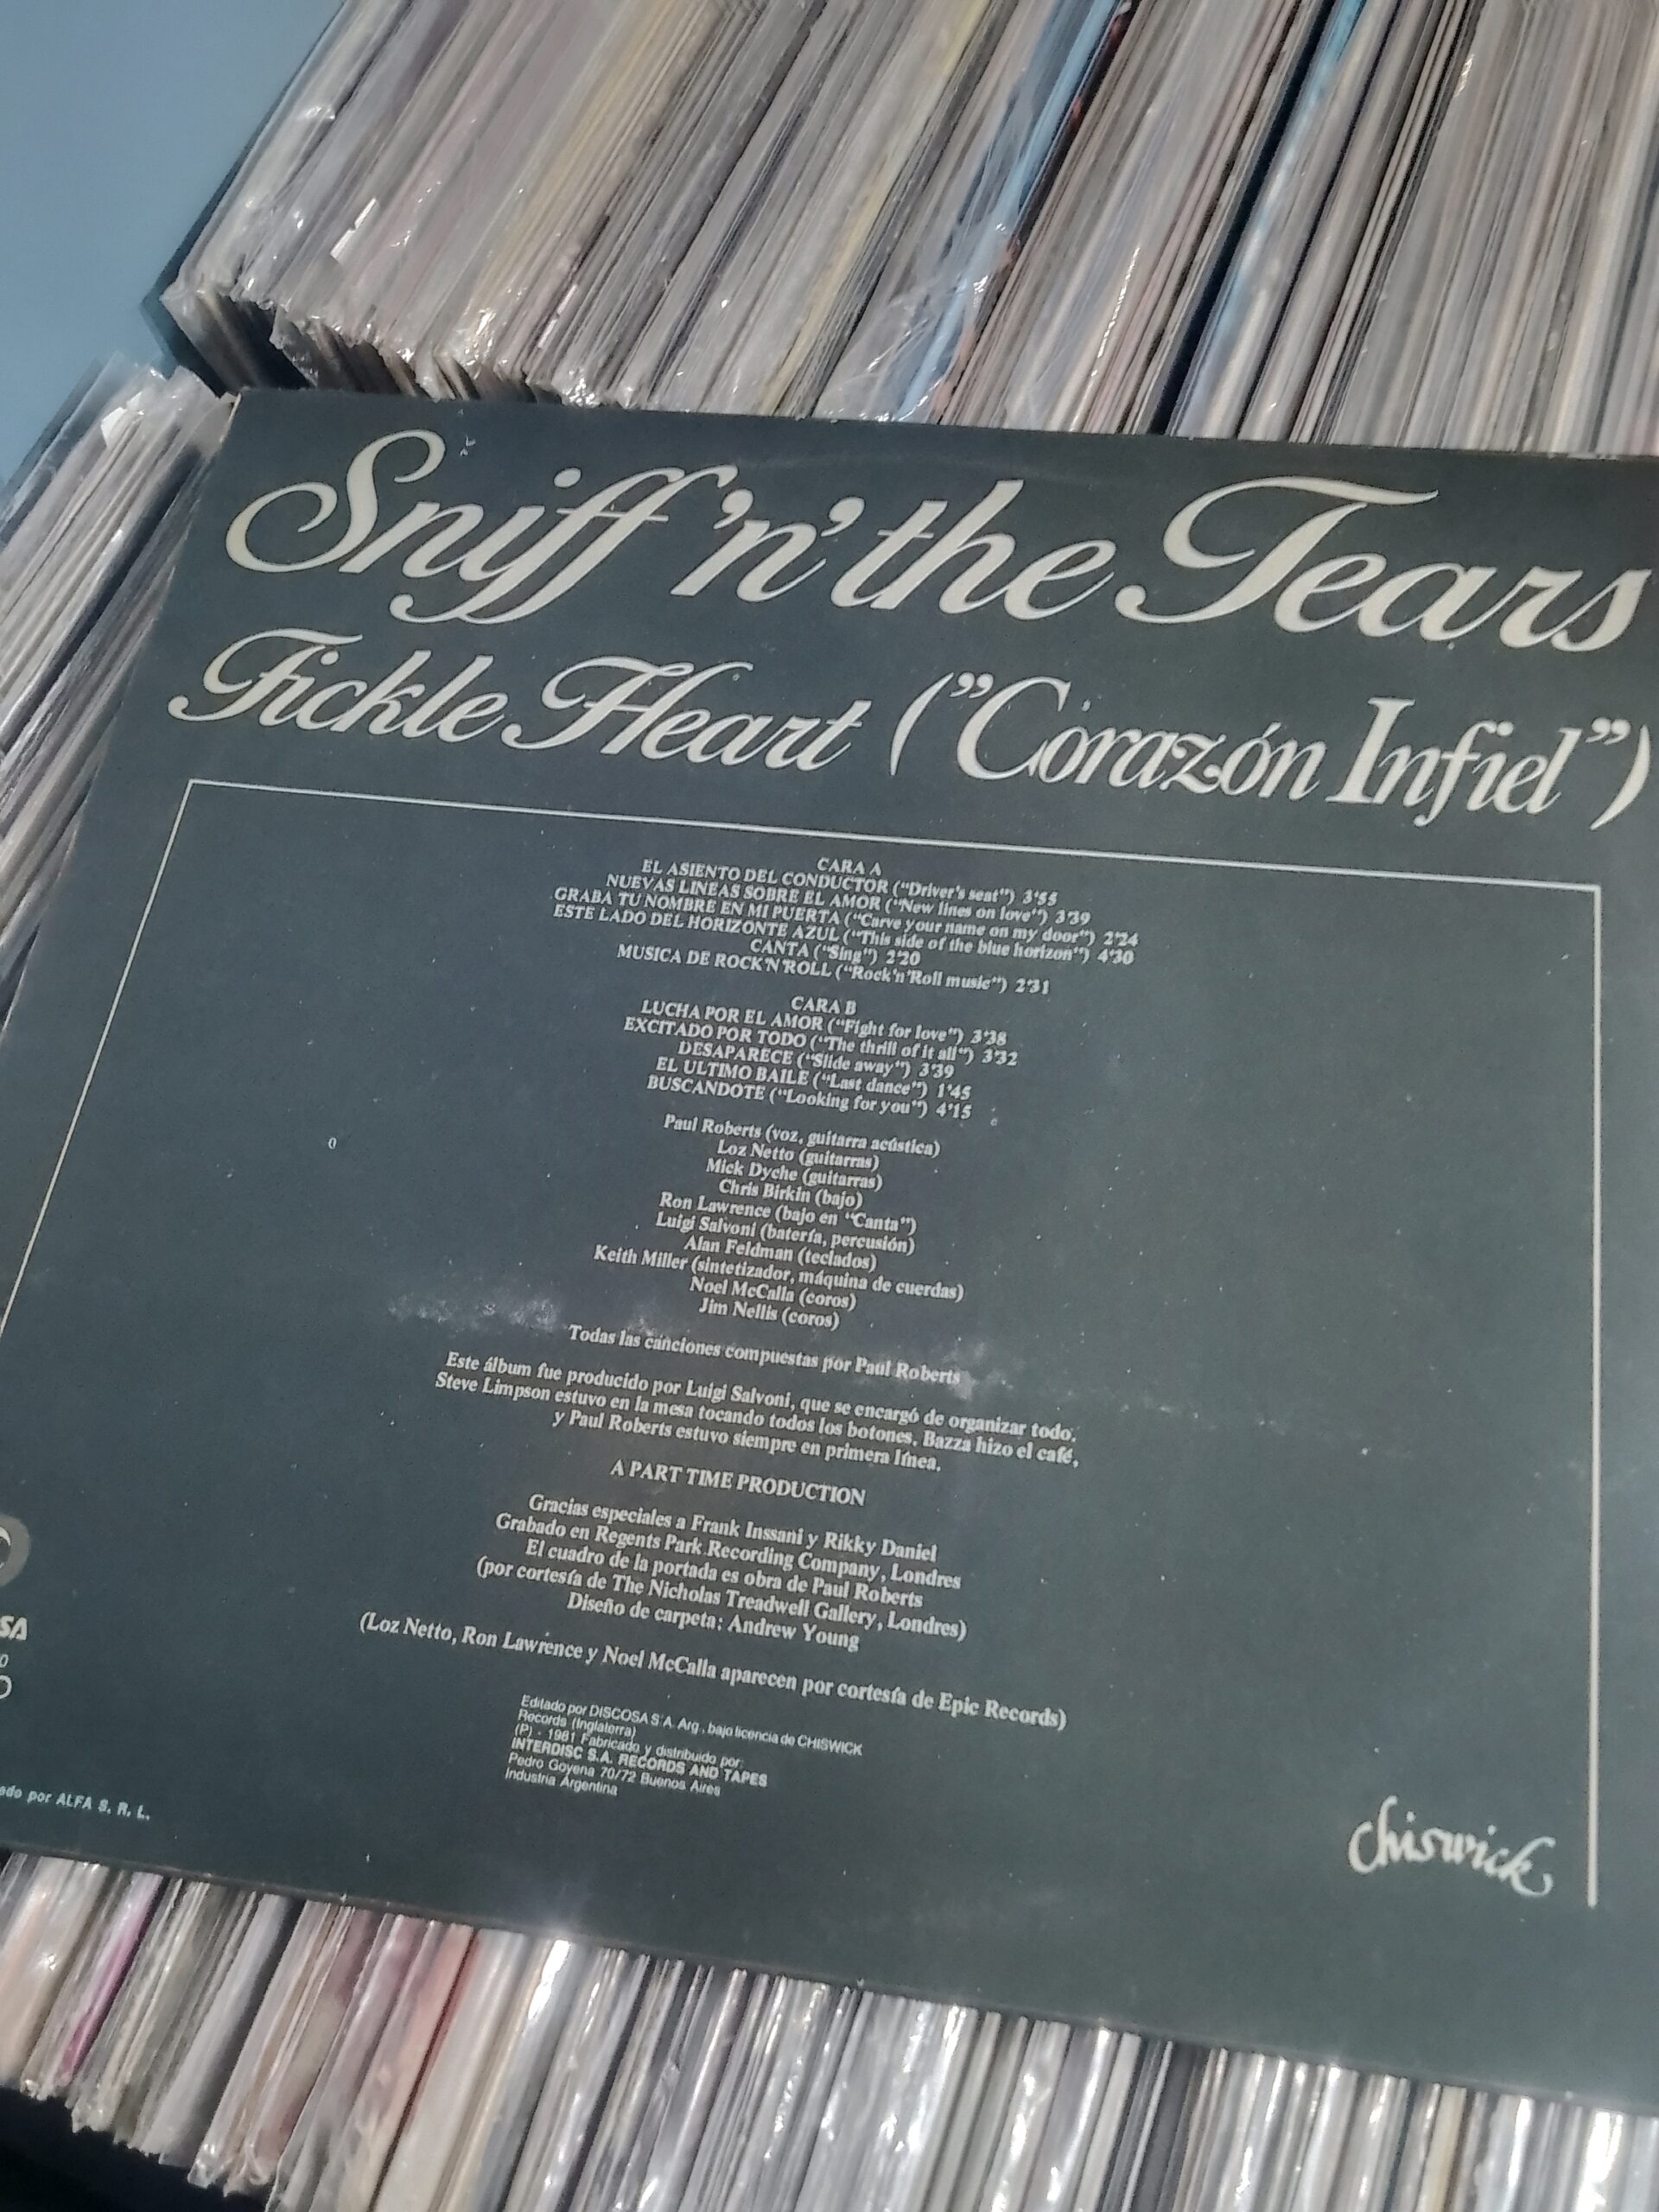 Sniff 'n' the Tears
Fickle Heart ("Corazón Infiel")
CARA A
EL ASIENTO DEL CONDUCTOR ("Driver's seat") 3'55
NUEVAS LINEAS SOBRE EL AMOR ("New lines on love") 3'39
GRABA TU NOMBRE EN MI PUERTA ("Carve your name on my door") 2'24
ESTE LADO DEL HORIZONTE AZUL ("This side of the blue horizon") 4'30
CANTA ("Sing") 2'20
MUSICA DE ROCK'N'ROLL ("Rock'n'Roll music") 2'31
CARA B
LUCHA POR EL AMOR ("Fight for love") 3'38
EXCITADO POR TODO ("The thrill of it all") 3'32
DESAPARECE ("Slide away") 3'39
EL ULTIMO BAILE ("Last dance") 1'45
BUSCANDOTE ("Looking for you") 4'15
Paul Roberts (voz, guitarra acústica)
Loz Netto (guitarras)
Mick Dyche (guitarras)
Chris Birkin (bajo)
Ron Lawrence (bajo en "Canta")
Luigi Salvoni (batería, percusión)
Alan Feldman (teclados)
Keith Miller (sintetizador, máquina de cuerdas)
Noel McCalla (coros)
Jim Nellis (coros)
Todas las canciones compuestas por Paul Roberts
Este álbum fue producido por Luigi Salvoni, que se encargó de organizar todo.
Steve Limpson estuvo en la mesa tocando todos los botones. Bazza hizo el café,
y Paul Roberts estuvo siempre en primera línea.
A PART TIME PRODUCTION
Gracias especiales a Frank Inssani y Rikky Daniel
Grabado en Regents Park Recording Company, Londres
El cuadro de la portada es obra de Paul Roberts
(por cortesía de The Nicholas Treadwell Gallery, Londres)
Diseño de carpeta: Andrew Young
(Loz Netto, Ron Lawrence y Noel McCalla aparecen por cortesía de Epic Records)
Editado por DISCOSA S.A. Arg., bajo licencia de CHISWICK
Records (Inglaterra)
(P) - 1981 Fabricado y distribuido por:
INTERDISC S.A. RECORDS AND TAPES
Pedro Goyena 70/72 Buenos Aires
Industria Argentina
SA
ado por ALFA S. R. L.
chiswick